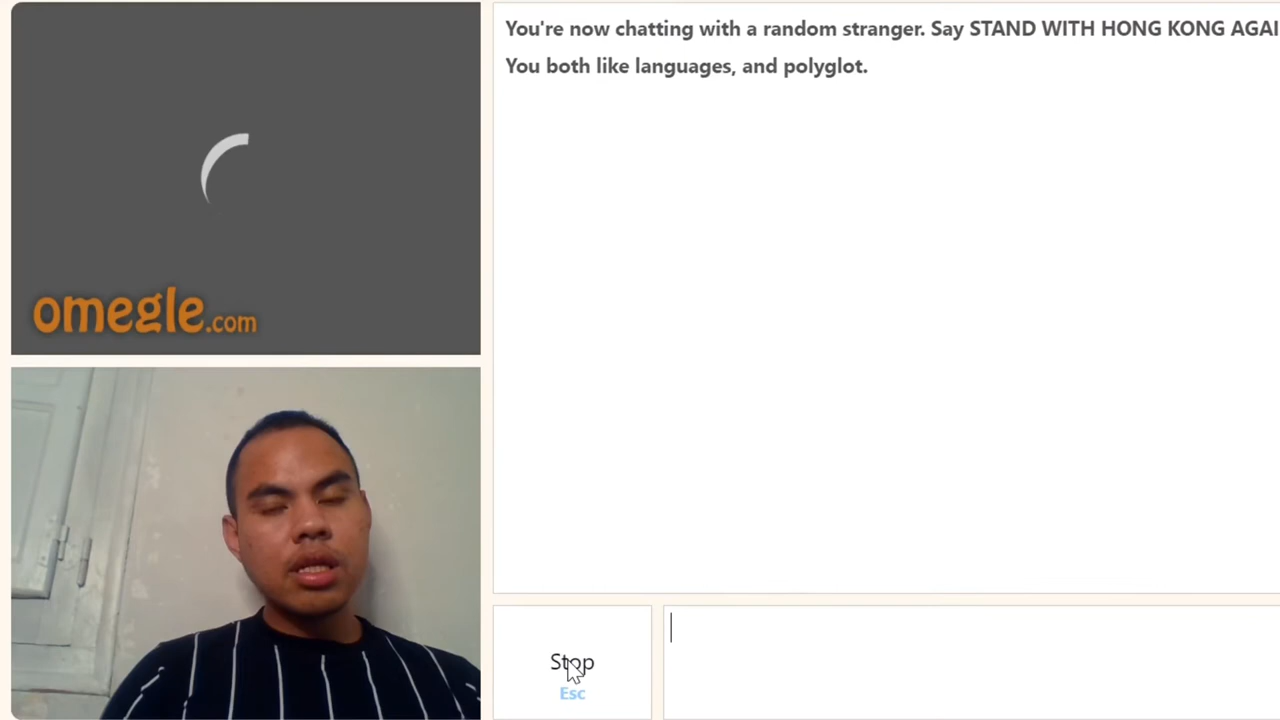 You're now chatting with a random stranger. Say STAND WITH HONG KONG
You both like languages, and polyglot.
omegle.com
Stop
Esc